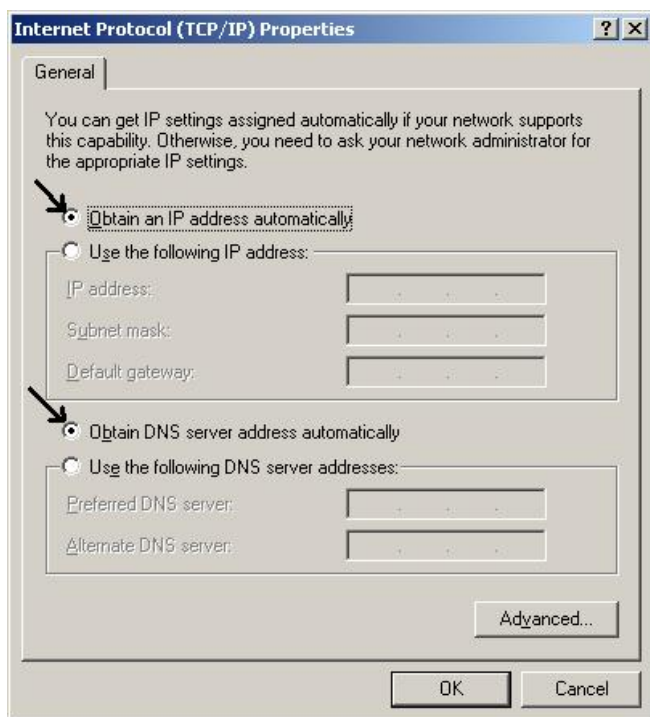 Internet Protocol (TCP/IP) Properties
General
You can get IP settings assigned automatically if your network supports
this capability. Otherwise, you need to ask your network administrator for
the appropriate IP settings.
Obtain an IP address automatically
Use the following IP address:
IP address:
Subnet mask:
Default gateway:
Obtain DNS server address automatically
Use the following DNS server addresses:
Preferred DNS server:
Alternate DNS server:
Advanced...
OK Cancel